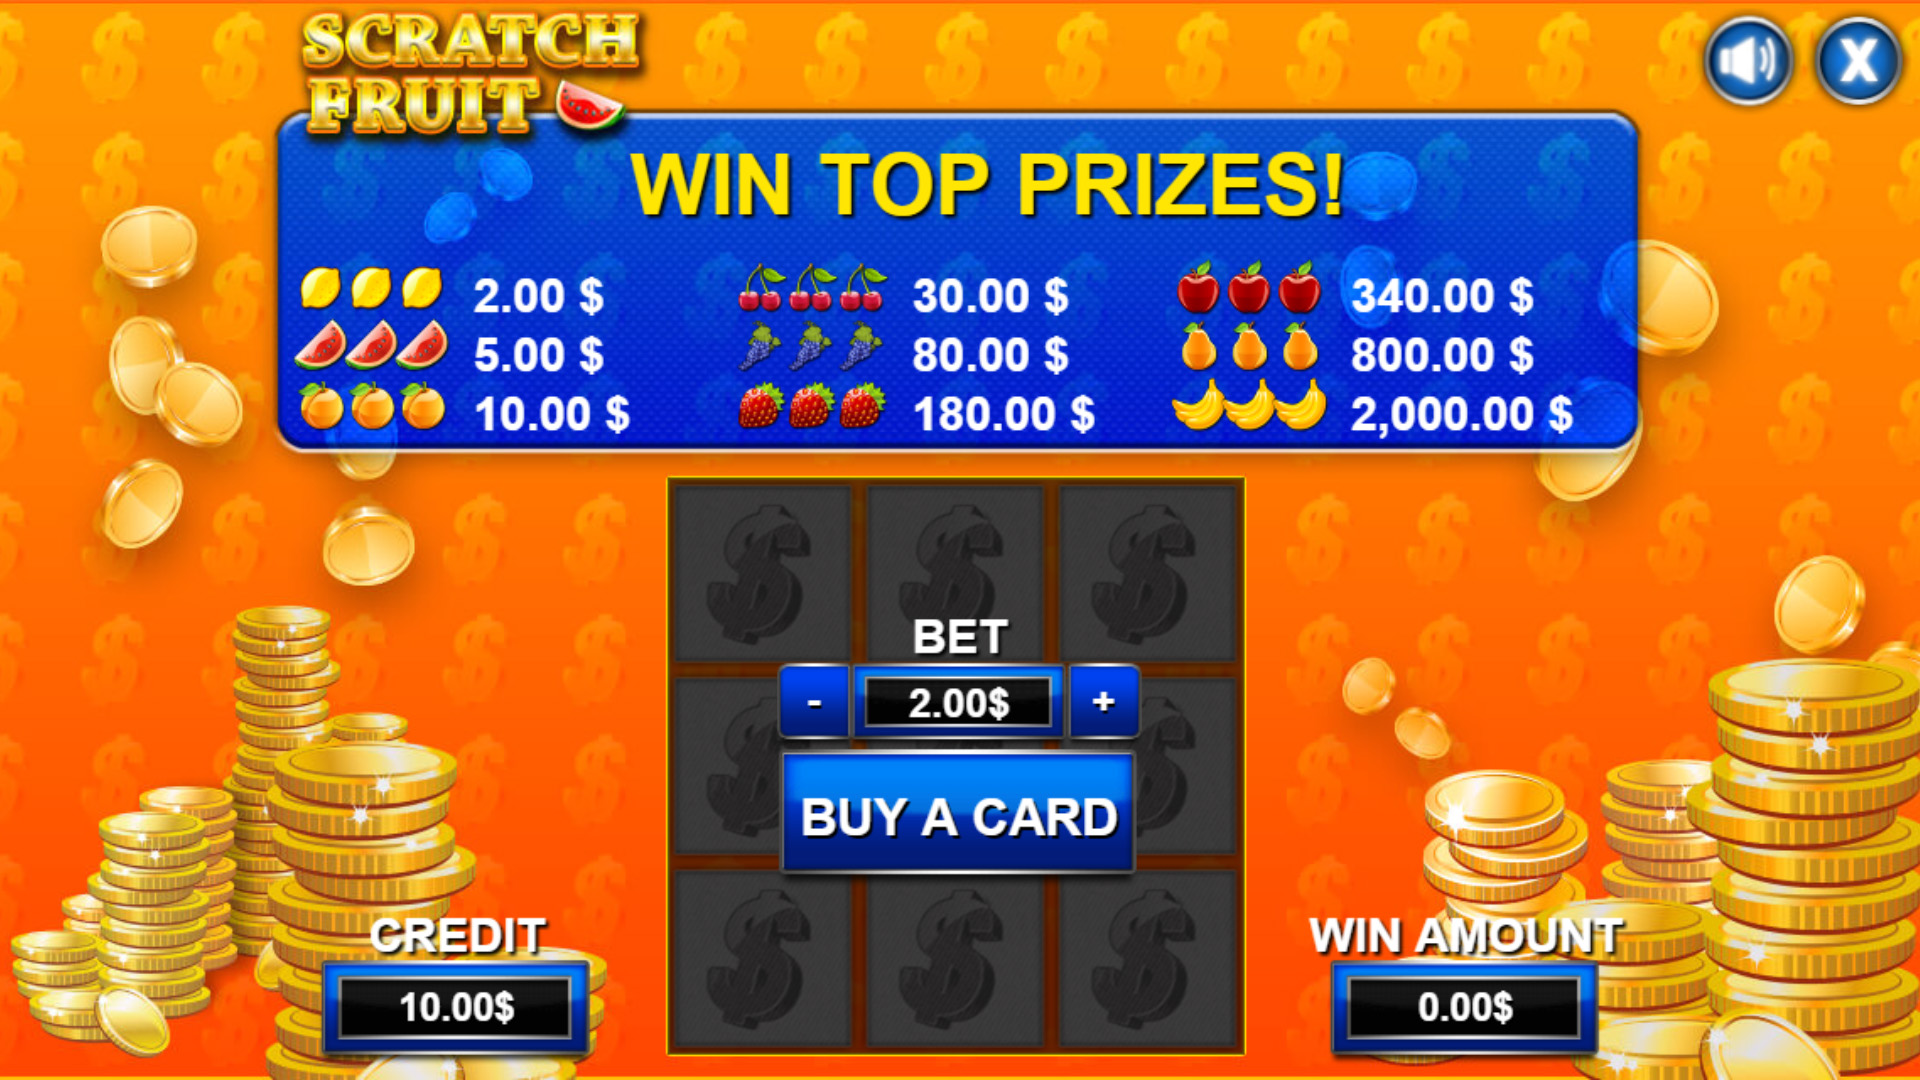 SCRATCH
FRUIT
X
WIN TOP PRIZES!
2.00 $
30.00 $
340.00 $
5.00 $
80.00 $
800.00 $
10.00 $
180.00 $
2,000.00 $
BET
- 2.00$ +
BUY A CARD
CREDIT
10.00$
WIN AMOUNT
0.00$